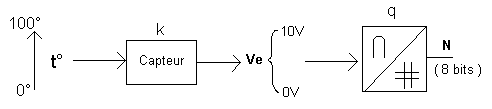 100°
0°
t°
k
Capteur
Ve
10V
0V
q
N
( 8 bits )